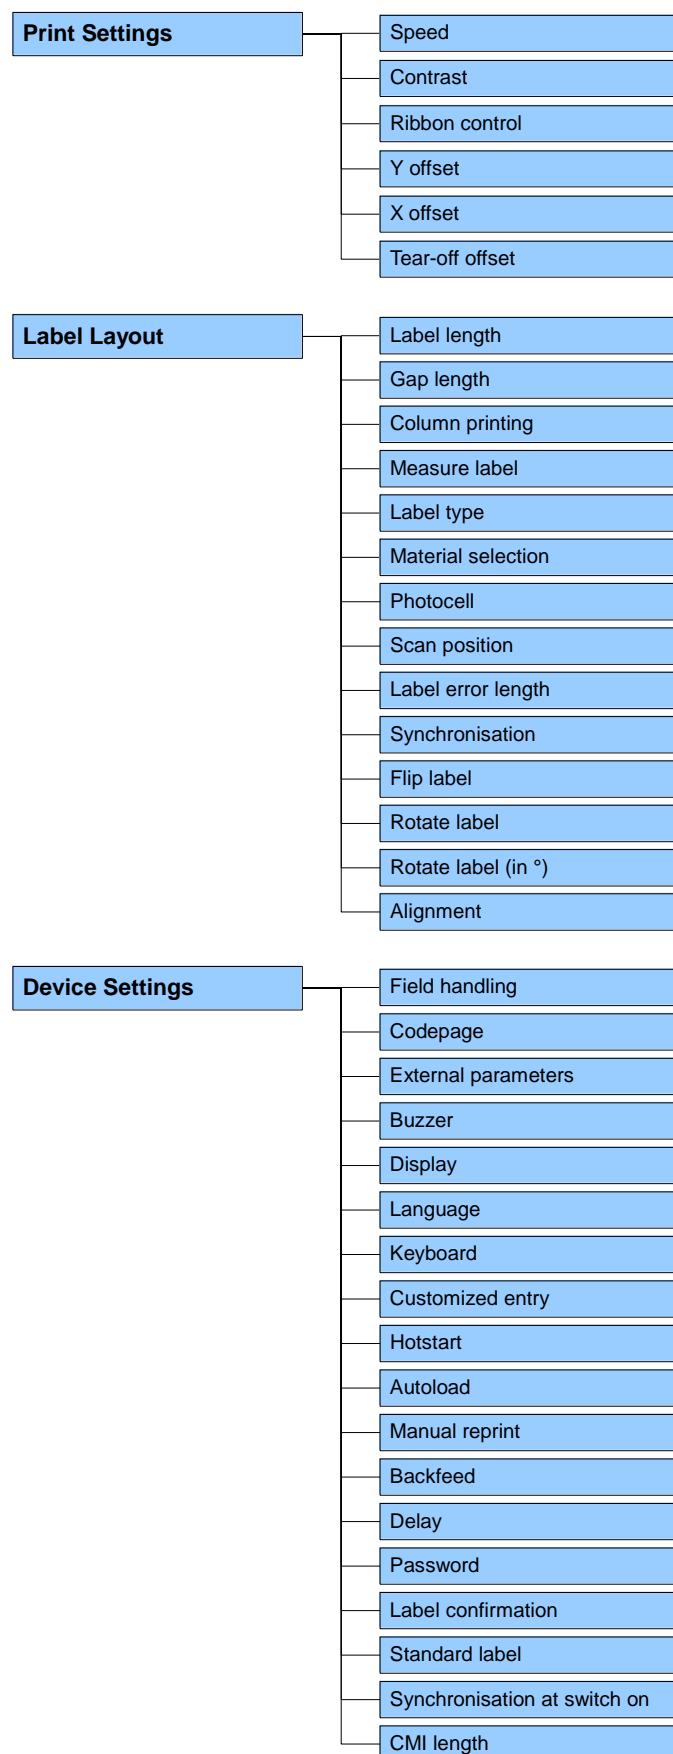 Print Settings
Speed
Contrast
Ribbon control
Y offset
X offset
Tear-off offset
Label Layout
Label length
Gap length
Column printing
Measure label
Label type
Material selection
Photocell
Scan position
Label error length
Synchronisation
Flip label
Rotate label
Rotate label (in °)
Alignment
Device Settings
Field handling
Codepage
External parameters
Buzzer
Display
Language
Keyboard
Customized entry
Hotstart
Autoload
Manual reprint
Backfeed
Delay
Password
Label confirmation
Standard label
Synchronisation at switch on
CMI length